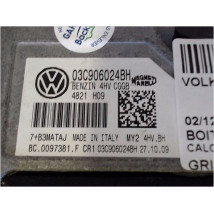 03C906024BH
BENZIN 4HV CGGB
4821 H09
MAGNETI
MARELLI
7+B3MATAJ MADE IN ITALY MY2 4HV.BH
BC.0097381.F CR1 03C906024BH 27.10.09
VOLK
02/12
BOIT
CALC
GRI